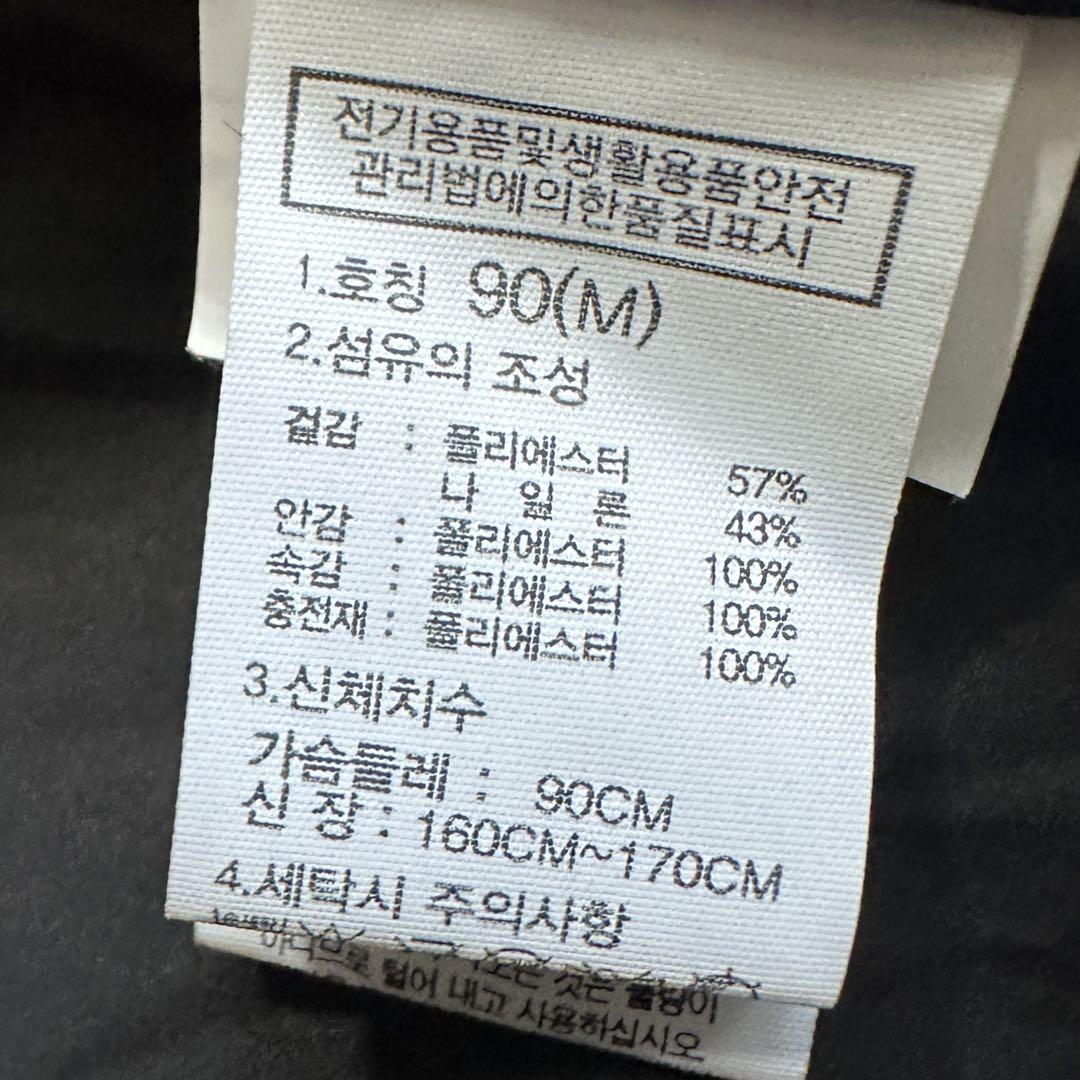 전기용품및생활용품안전
관리법에의한품질표시
1.호칭 90(M)
2.섬유의 조성
겉감 : 폴리에스터 57%
나 일 론 43%
안감 : 폴리에스터 100%
속감 : 폴리에스터 100%
충전재 : 폴리에스터 100%
3.신체치수
가슴둘레 : 90CM
신 장 : 160CM~170CM
4.세탁시 주의사항
것은
털어 내고 사용하십시오